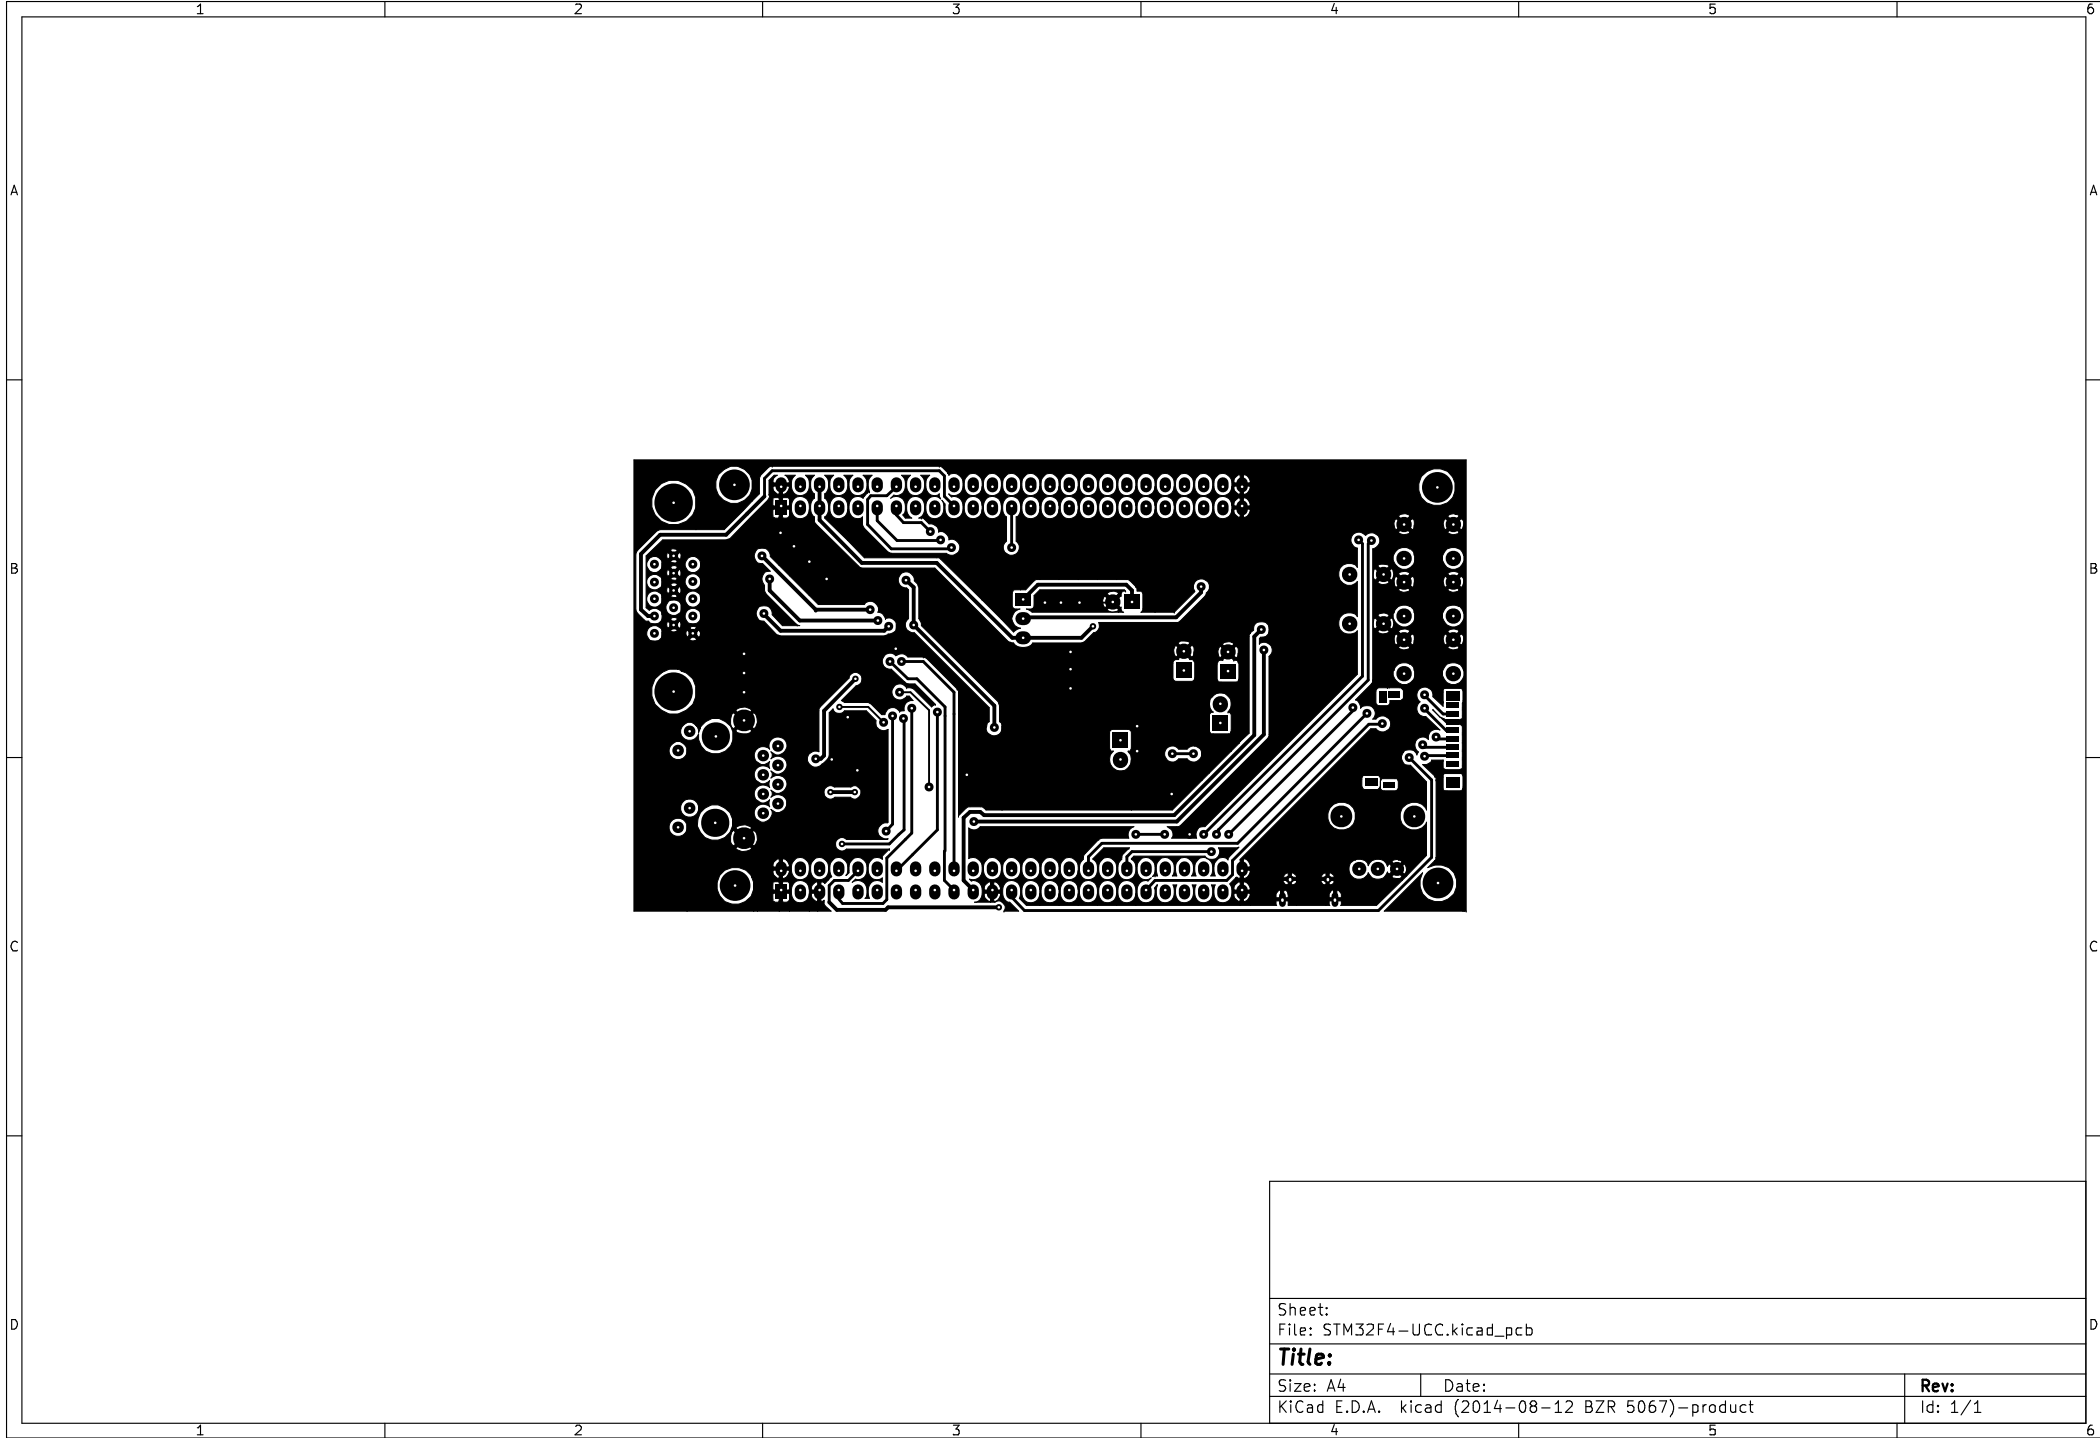 1 2 3 4 5 6
A A
B B
C C
D D
Sheet:
File: STM32F4-UCC.kicad_pcb
Title:
Size: A4 Date: Rev:
KiCad E.D.A. kicad (2014-08-12 BZR 5067)-product Id: 1/1
1 2 3 4 5 6